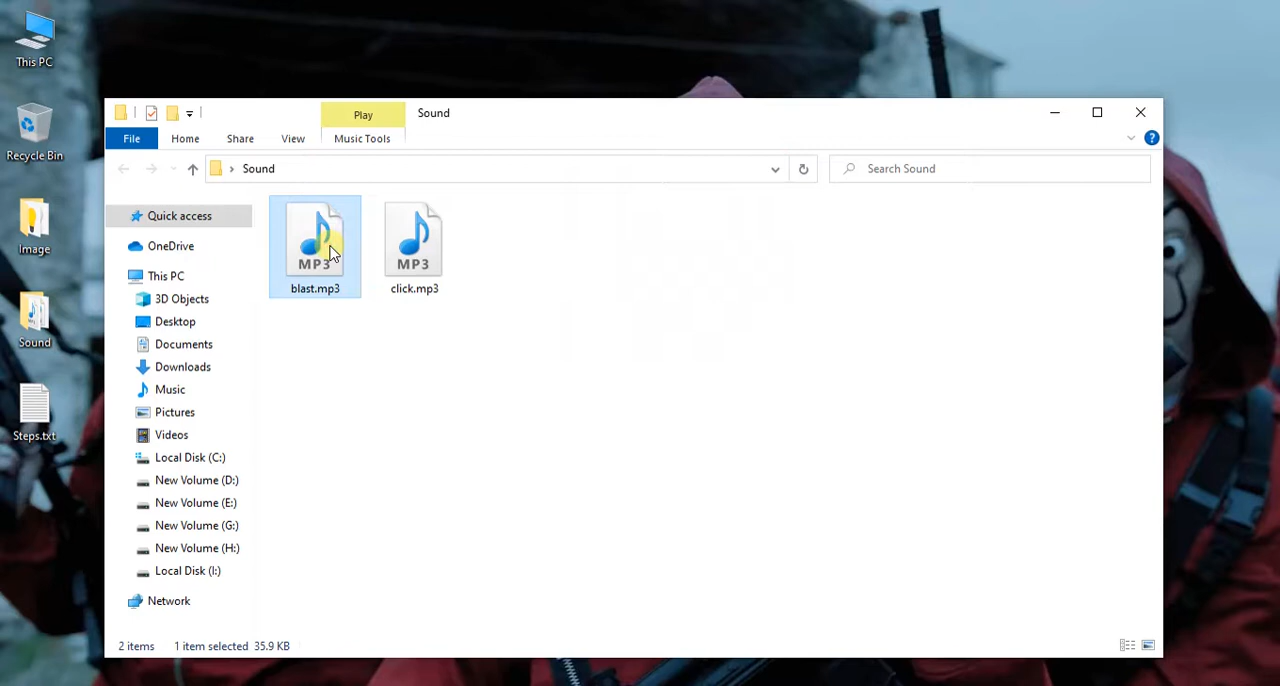 This PC
Recycle Bin
Image
Sound
Steps.txt
Play
Sound
File
Home
Share
View
Music Tools
Sound
Search Sound
Quick access
OneDrive
This PC
3D Objects
Desktop
Documents
Downloads
Music
Pictures
Videos
Local Disk (C:)
New Volume (D:)
New Volume (E:)
New Volume (G:)
New Volume (H:)
Local Disk (I:)
Network
MP3
blast.mp3
MP3
click.mp3
2 items
1 item selected 35.9 KB